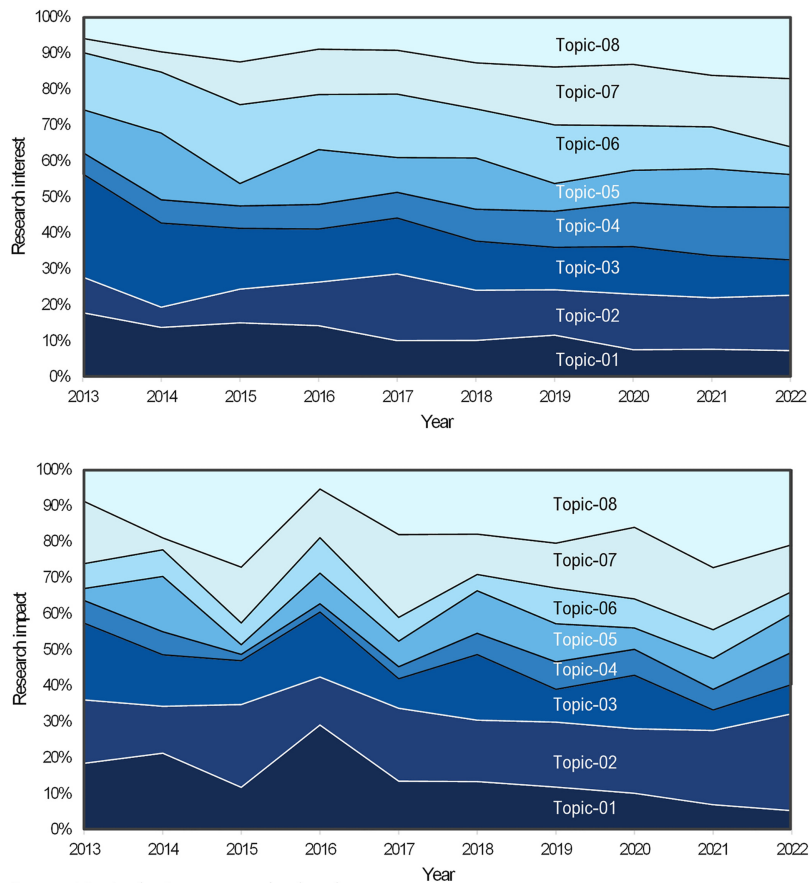 100%
90%
80%
70%
60%
50%
40%
30%
20%
10%
0%
Research interest
Topic-08
Topic-07
Topic-06
Topic-05
Topic-04
Topic-03
Topic-02
Topic-01
2013 2014 2015 2016 2017 2018 2019 2020 2021 2022
Year
100%
90%
80%
70%
60%
50%
40%
30%
20%
10%
0%
Research impact
Topic-08
Topic-07
Topic-06
Topic-05
Topic-04
Topic-03
Topic-02
Topic-01
2013 2014 2015 2016 2017 2018 2019 2020 2021 2022
Year